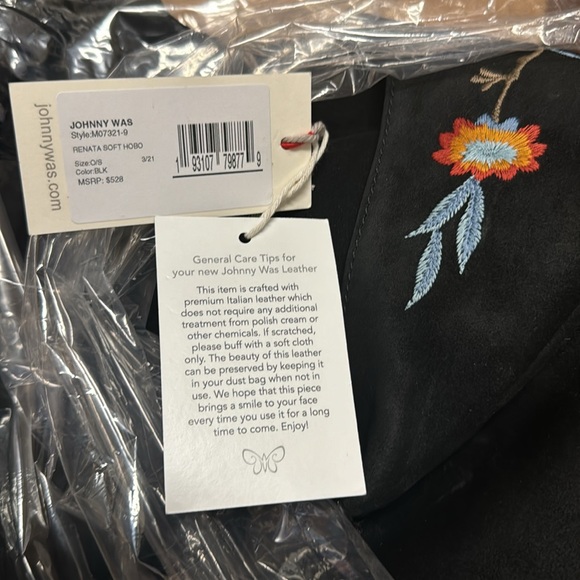 johnnywas.com
JOHNNY WAS
Style:M07321-9
RENATA SOFT HOBO
3/21
Size:O/S
Color:BLK
MSRP: $528
1 93107 79877 9
General Care Tips for
your new Johnny Was Leather
This item is crafted with
premium Italian leather which
does not require any additional
treatment from polish cream or
other chemicals. If scratched,
please buff with a soft cloth
only. The beauty of this leather
can be preserved by keeping it
in your dust bag when not in
use. We hope that this piece
brings a smile to your face
every time you use it for a long
time to come. Enjoy!